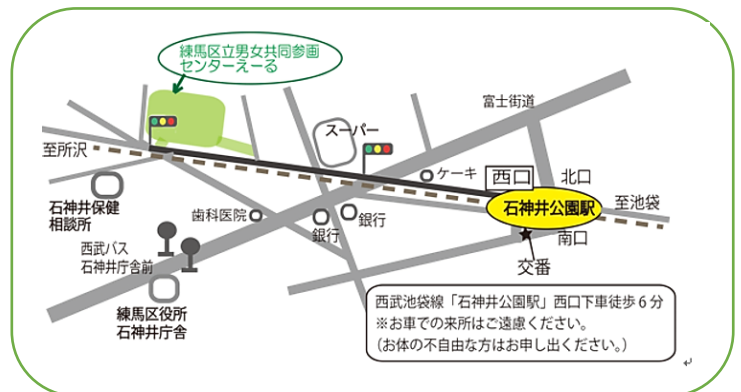 練馬区立男女共同参画
センターえーる
富士街道
スーパー
至所沢
ケーキ
西口
北口
石神井公園駅
至池袋
石神井保健
相談所
歯科医院
銀行
銀行
南口
西武バス
石神井庁舎前
交番
練馬区役所
石神井庁舎
西武池袋線「石神井公園駅」西口下車徒歩6分
※お車での来所はご遠慮ください。
(お体の不自由な方はお申し出ください。)